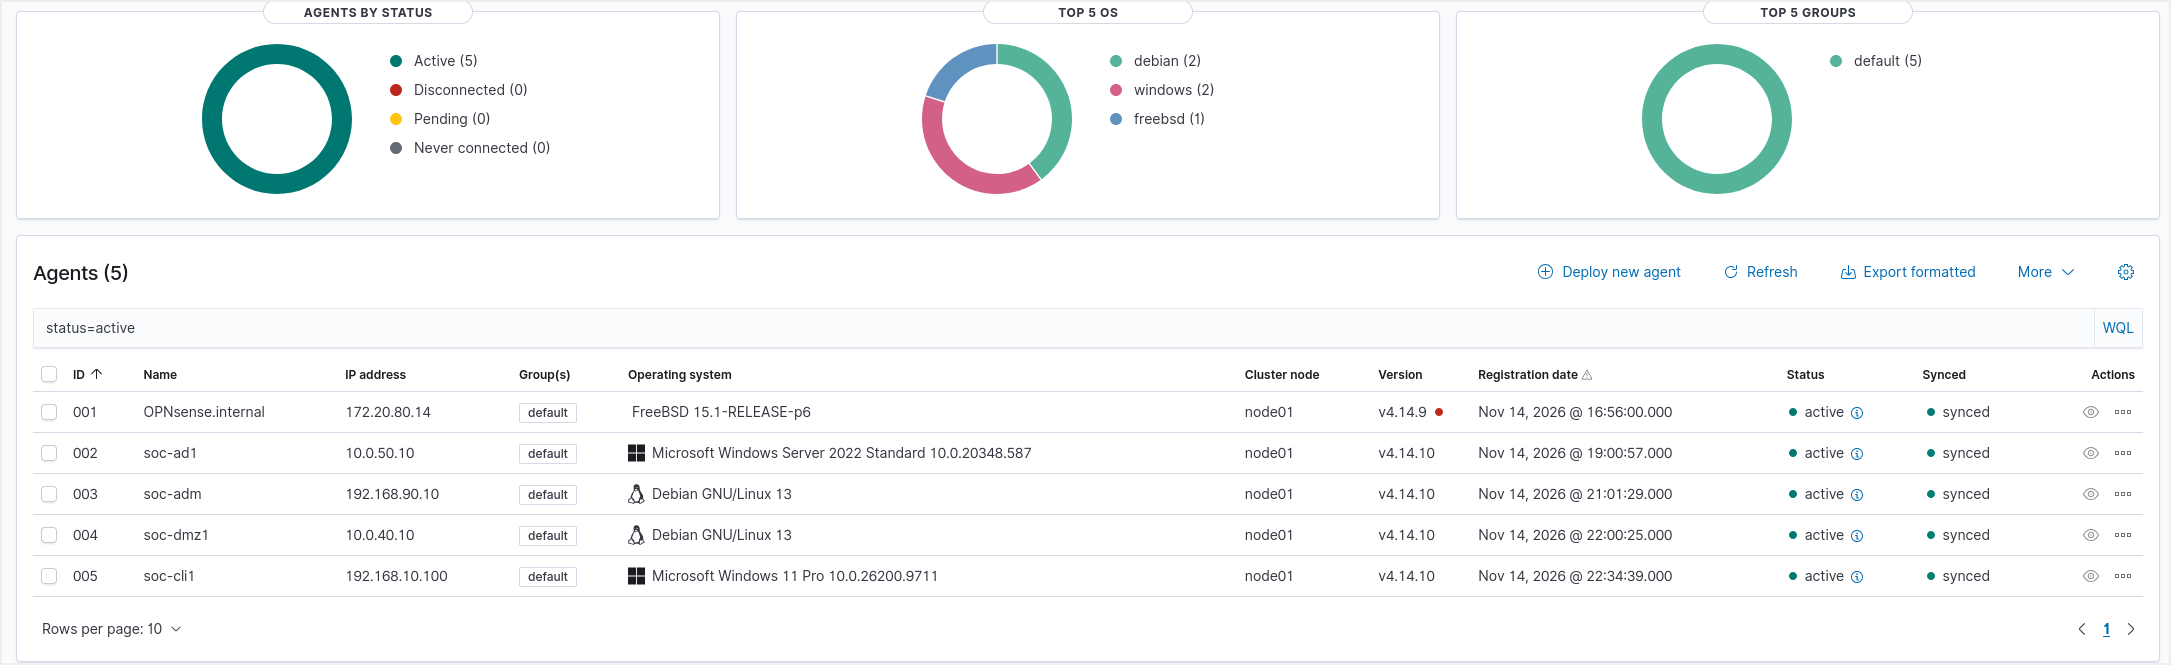 AGENTS BY STATUS
Active (5)
Disconnected (0)
Pending (0)
Never connected (0)
TOP 5 OS
debian (2)
windows (2)
freebsd (1)
TOP 5 GROUPS
default (5)
Agents (5)
Deploy new agent Refresh Export formatted More
status=active WQL
ID Name IP address Group(s) Operating system Cluster node Version Registration date Status Synced Actions
001 OPNsense.internal 172.20.80.14 default FreeBSD 15.1-RELEASE-p6 node01 v4.14.9 Nov 14, 2026 @ 16:56:00.000 active synced
002 soc-ad1 10.0.50.10 default Microsoft Windows Server 2022 Standard 10.0.20348.587 node01 v4.14.10 Nov 14, 2026 @ 19:00:57.000 active synced
003 soc-adm 192.168.90.10 default Debian GNU/Linux 13 node01 v4.14.10 Nov 14, 2026 @ 21:01:29.000 active synced
004 soc-dmz1 10.0.40.10 default Debian GNU/Linux 13 node01 v4.14.10 Nov 14, 2026 @ 22:00:25.000 active synced
005 soc-cli1 192.168.10.100 default Microsoft Windows 11 Pro 10.0.26200.9711 node01 v4.14.10 Nov 14, 2026 @ 22:34:39.000 active synced
Rows per page: 10 1